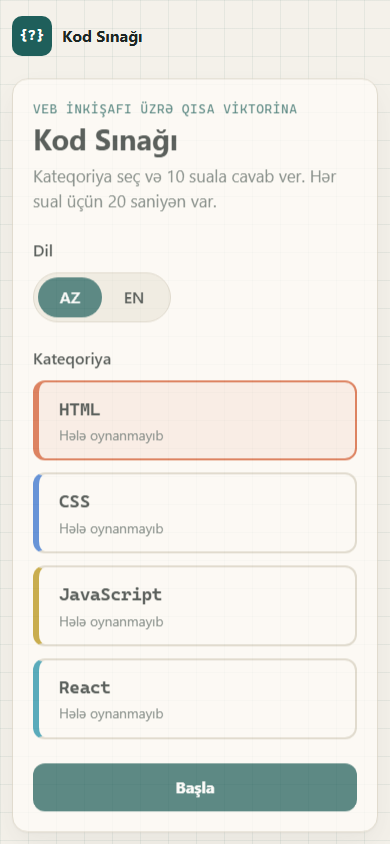 {?} Kod Sınağı
VEB İNKİŞAFI ÜZRƏ QISA VİKTORİNA
Kod Sınağı
Kateqoriya seç və 10 suala cavab ver. Hər
sual üçün 20 saniyən var.
Dil
AZ EN
Kateqoriya
HTML
Hələ oynanmayıb
CSS
Hələ oynanmayıb
JavaScript
Hələ oynanmayıb
React
Hələ oynanmayıb
Başla